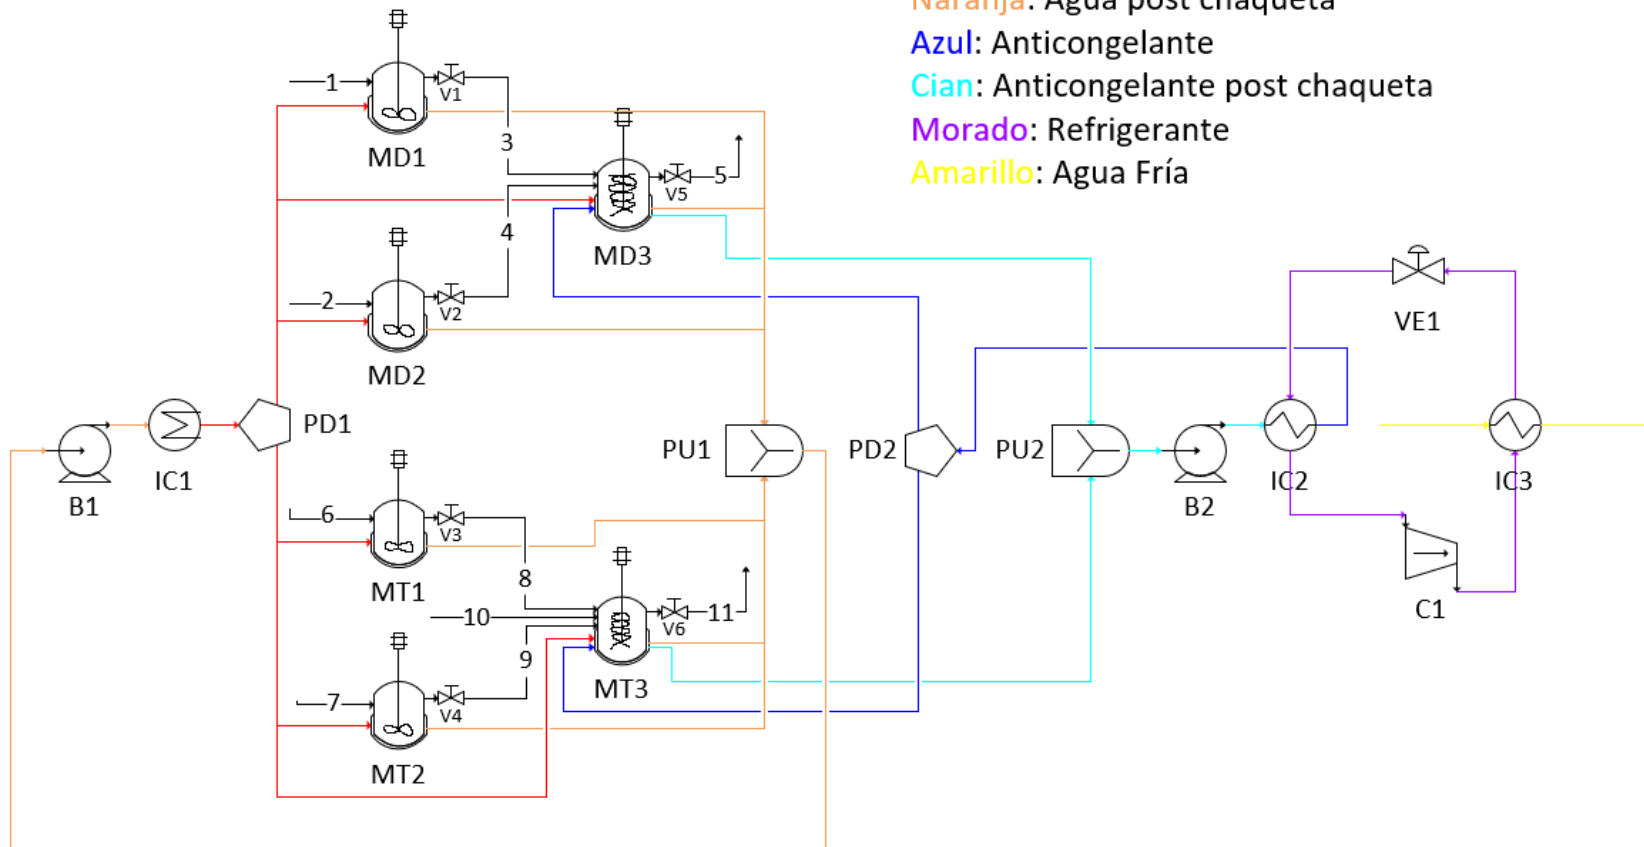 Naranja: Agua post chaqueta
Azul: Anticongelante
Cian: Anticongelante post chaqueta
Morado: Refrigerante
Amarillo: Agua Fría
1
V1
MD1
3
5
V5
4
MD3
2
V2
MD2
VE1
PD1
IC1
B1
PU1
PD2
PU2
B2
IC2
IC3
6
V3
MT1
8
10
11
V6
9
MT3
C1
7
V4
MT2